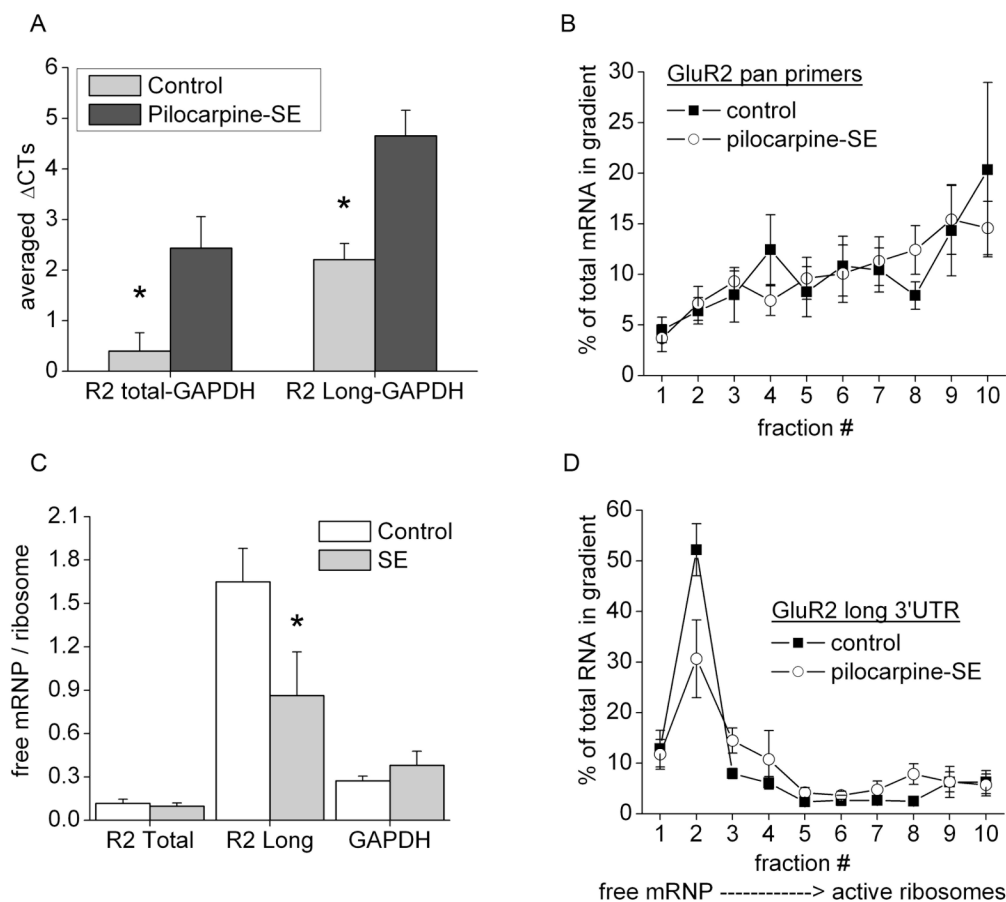 A
Control
Pilocarpine-SE
averaged ΔCTs
6
5
4
3
2
1
0
*
*
R2 total-GAPDH
R2 Long-GAPDH
B
GluR2 pan primers
control
pilocarpine-SE
% of total mRNA in gradient
30
25
20
15
10
5
0
1 2 3 4 5 6 7 8 9 10
fraction #
C
Control
SE
free mRNP / ribosome
2.1
1.8
1.5
1.2
0.9
0.6
0.3
0.0
*
R2 Total
R2 Long
GAPDH
D
GluR2 long 3'UTR
control
pilocarpine-SE
% of total RNA in gradient
60
50
40
30
20
10
0
1 2 3 4 5 6 7 8 9 10
fraction #
free mRNP ------------> active ribosomes